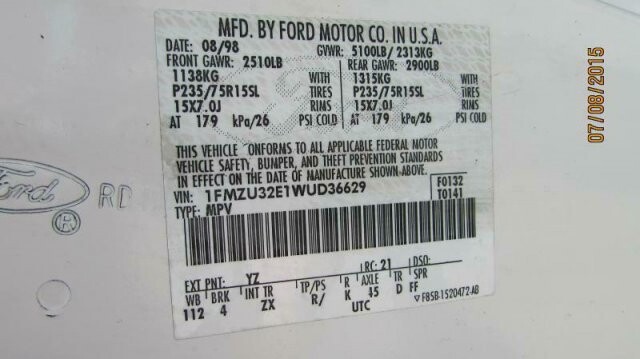 MFD. BY FORD MOTOR CO. IN U.S.A.
DATE: 08/98 GVWR: 5100LB/ 2313KG
FRONT GAWR: 2510LB REAR GAWR: 2900LB
1138KG WITH 1315KG WITH
P235/75R15SL TIRES P235/75R15SL TIRES
15X7.0J RIMS 15X7.0J RIMS
AT 179 kPa/26 PSI COLD AT 179 kPa/26 PSI COLD
THIS VEHICLE CONFORMS TO ALL APPLICABLE FEDERAL MOTOR
VEHICLE SAFETY, BUMPER, AND THEFT PREVENTION STANDARDS
IN EFFECT ON THE DATE OF MANUFACTURE SHOWN ABOVE.
VIN: 1FMZU32E1WUD36629 F0132
TYPE: MPV T0141
EXT PNT: YZ RC: 21 DSO:
WB BRK INT TR TP/PS R AXLE TR SPR
112 4 ZX R/ K 45 D FF
UTC F85B-1520472-AB
Ford
® RD
07/08/2015